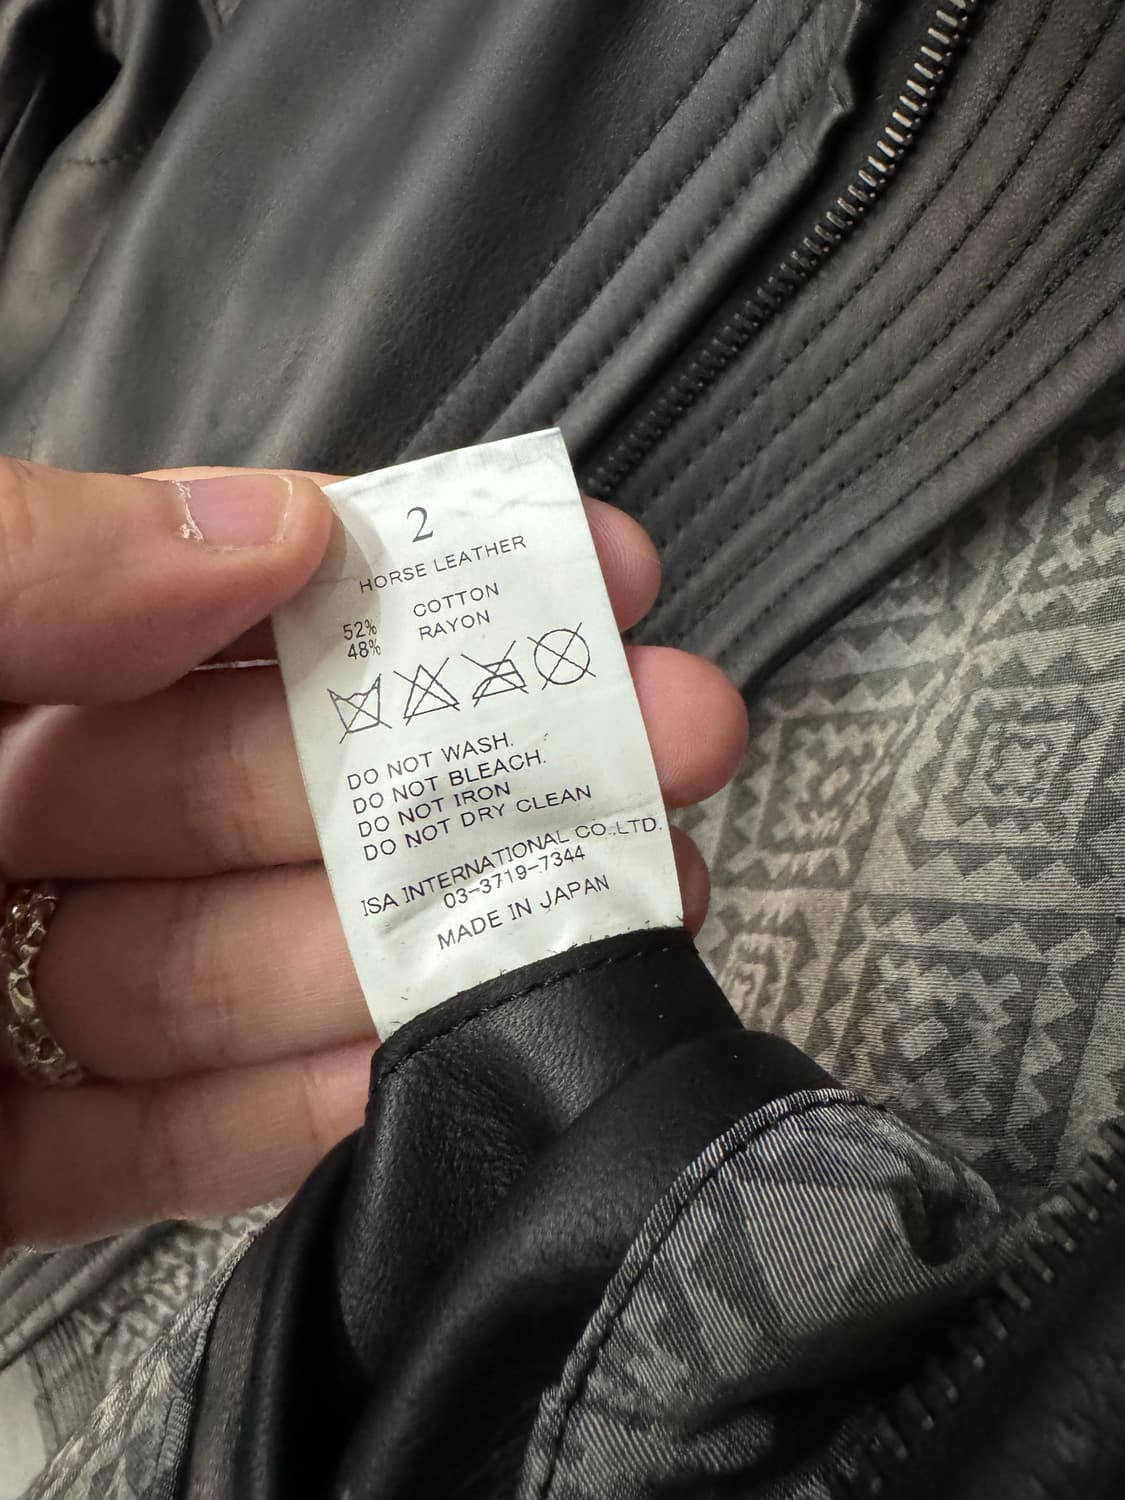 2
HORSE LEATHER
52% COTTON
48% RAYON
DO NOT WASH.
DO NOT BLEACH.
DO NOT IRON
DO NOT DRY CLEAN
ISA INTERNATIONAL CO.,LTD.
03-3719-7344
MADE IN JAPAN